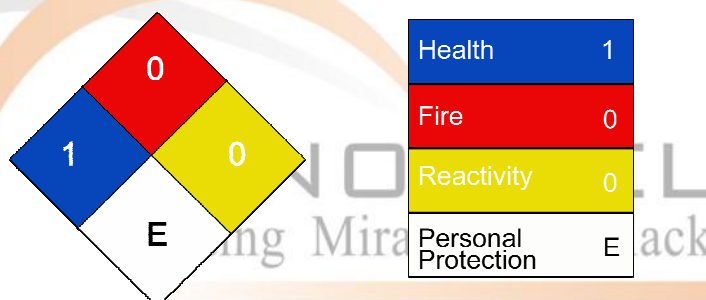 0
1
0
E
Health 1
Fire 0
Reactivity 0
Personal
Protection E